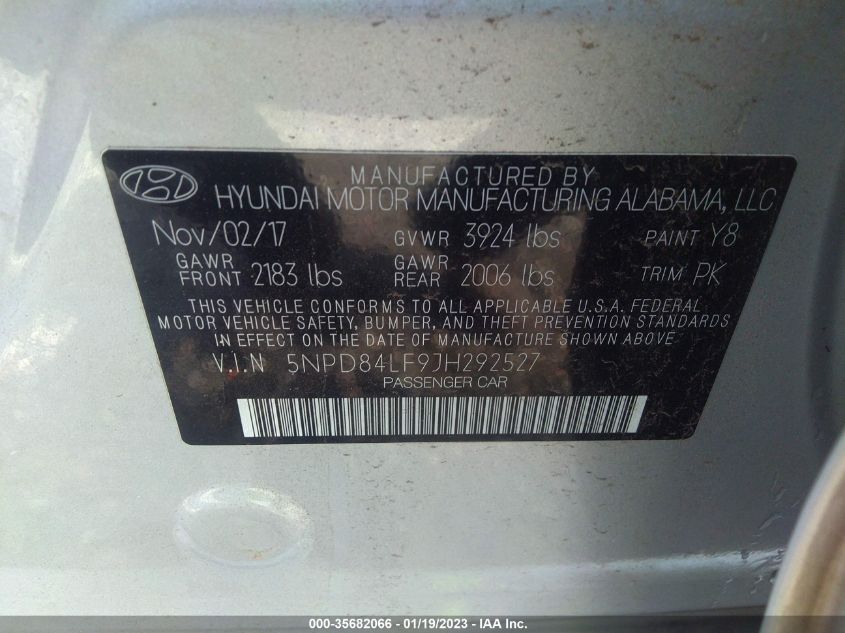 MANUFACTURED BY
HYUNDAI MOTOR MANUFACTURING ALABAMA, LLC
Nov/02/17 GVWR 3924 lbs PAINT Y8
GAWR FRONT 2183 lbs GAWR REAR 2006 lbs TRIM PK
THIS VEHICLE CONFORMS TO ALL APPLICABLE U.S.A. FEDERAL
MOTOR VEHICLE SAFETY, BUMPER, AND THEFT PREVENTION STANDARDS
IN EFFECT ON THE DATE OF MANUFACTURE SHOWN ABOVE.
V.I.N 5NPD84LF9JH292527
PASSENGER CAR
000-35682066 - 01/19/2023 - IAA Inc.